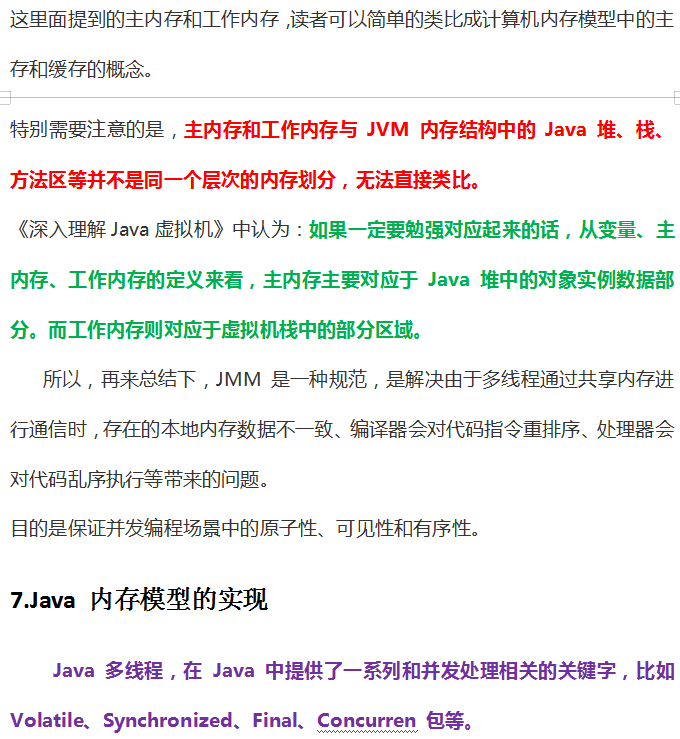 这里面提到的主内存和工作内存,读者可以简单的类比成计算机内存模型中的主
存和缓存的概念。
特别需要注意的是，主内存和工作内存与 JVM 内存结构中的 Java 堆、栈、
方法区等并不是同一个层次的内存划分，无法直接类比。
《深入理解 Java 虚拟机》中认为：如果一定要勉强对应起来的话，从变量、主
内存、工作内存的定义来看，主内存主要对应于 Java 堆中的对象实例数据部
分。而工作内存则对应于虚拟机栈中的部分区域。
所以，再来总结下，JMM 是一种规范，是解决由于多线程通过共享内存进
行通信时,存在的本地内存数据不一致、编译器会对代码指令重排序、处理器会
对代码乱序执行等带来的问题。
目的是保证并发编程场景中的原子性、可见性和有序性。
7.Java 内存模型的实现
Java 多线程，在 Java 中提供了一系列和并发处理相关的关键字，比如
Volatile、Synchronized、Final、Concurren 包等。